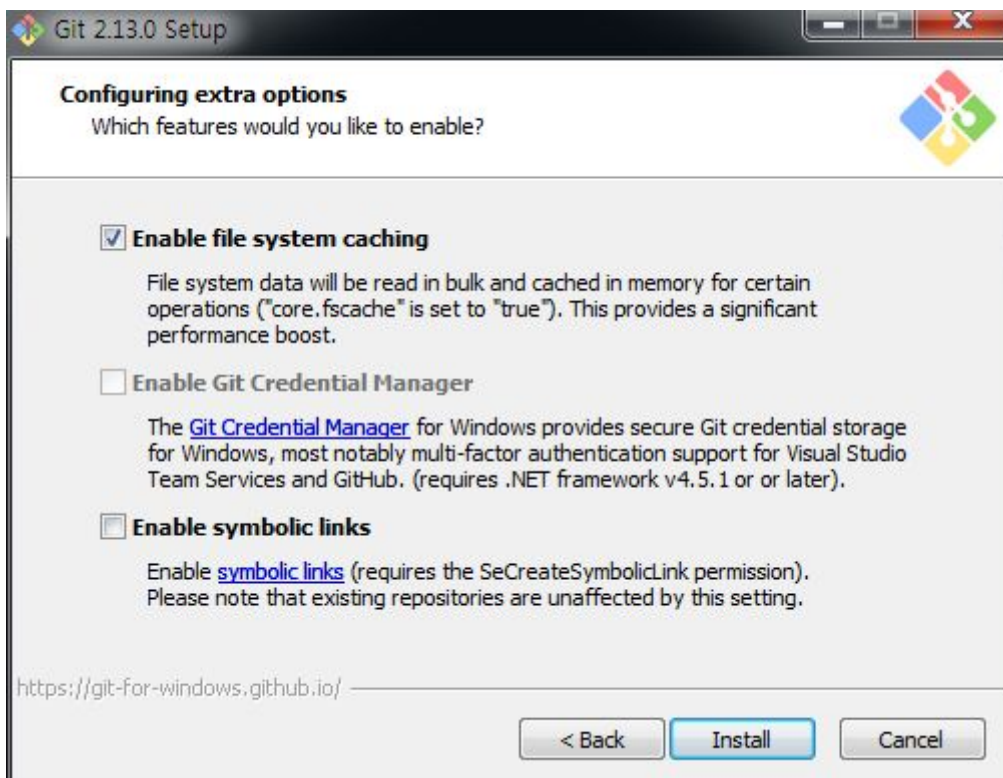 Git 2.13.0 Setup
Configuring extra options
Which features would you like to enable?
Enable file system caching
File system data will be read in bulk and cached in memory for certain
operations ("core.fscache" is set to "true"). This provides a significant
performance boost.
Enable Git Credential Manager
The Git Credential Manager for Windows provides secure Git credential storage
for Windows, most notably multi-factor authentication support for Visual Studio
Team Services and GitHub. (requires .NET framework v4.5.1 or or later).
Enable symbolic links
Enable symbolic links (requires the SeCreateSymbolicLink permission).
Please note that existing repositories are unaffected by this setting.
https://git-for-windows.github.io/
< Back Install Cancel